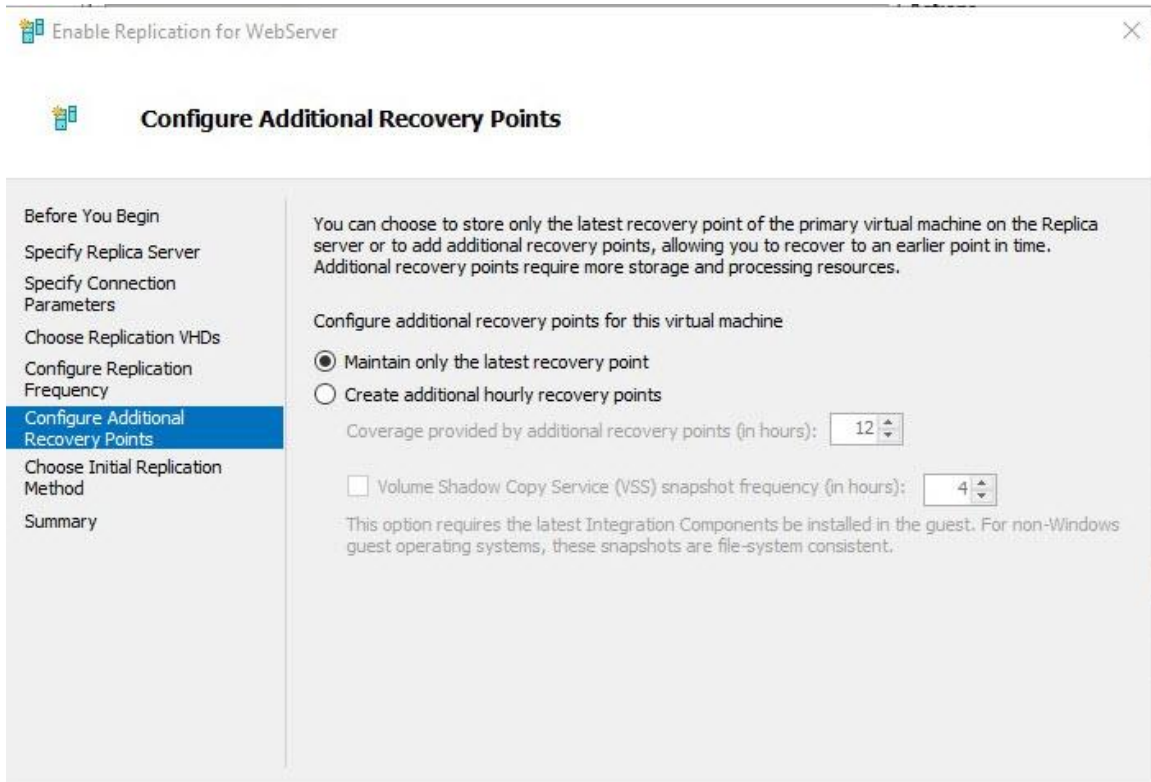 Enable Replication for WebServer
Configure Additional Recovery Points
Before You Begin
Specify Replica Server
Specify Connection
Parameters
Choose Replication VHDs
Configure Replication
Frequency
Configure Additional
Recovery Points
Choose Initial Replication
Method
Summary
You can choose to store only the latest recovery point of the primary virtual machine on the Replica
server or to add additional recovery points, allowing you to recover to an earlier point in time.
Additional recovery points require more storage and processing resources.
Configure additional recovery points for this virtual machine
Maintain only the latest recovery point
Create additional hourly recovery points
Coverage provided by additional recovery points (in hours): 12
Volume Shadow Copy Service (VSS) snapshot frequency (in hours): 4
This option requires the latest Integration Components be installed in the guest. For non-Windows
guest operating systems, these snapshots are file-system consistent.